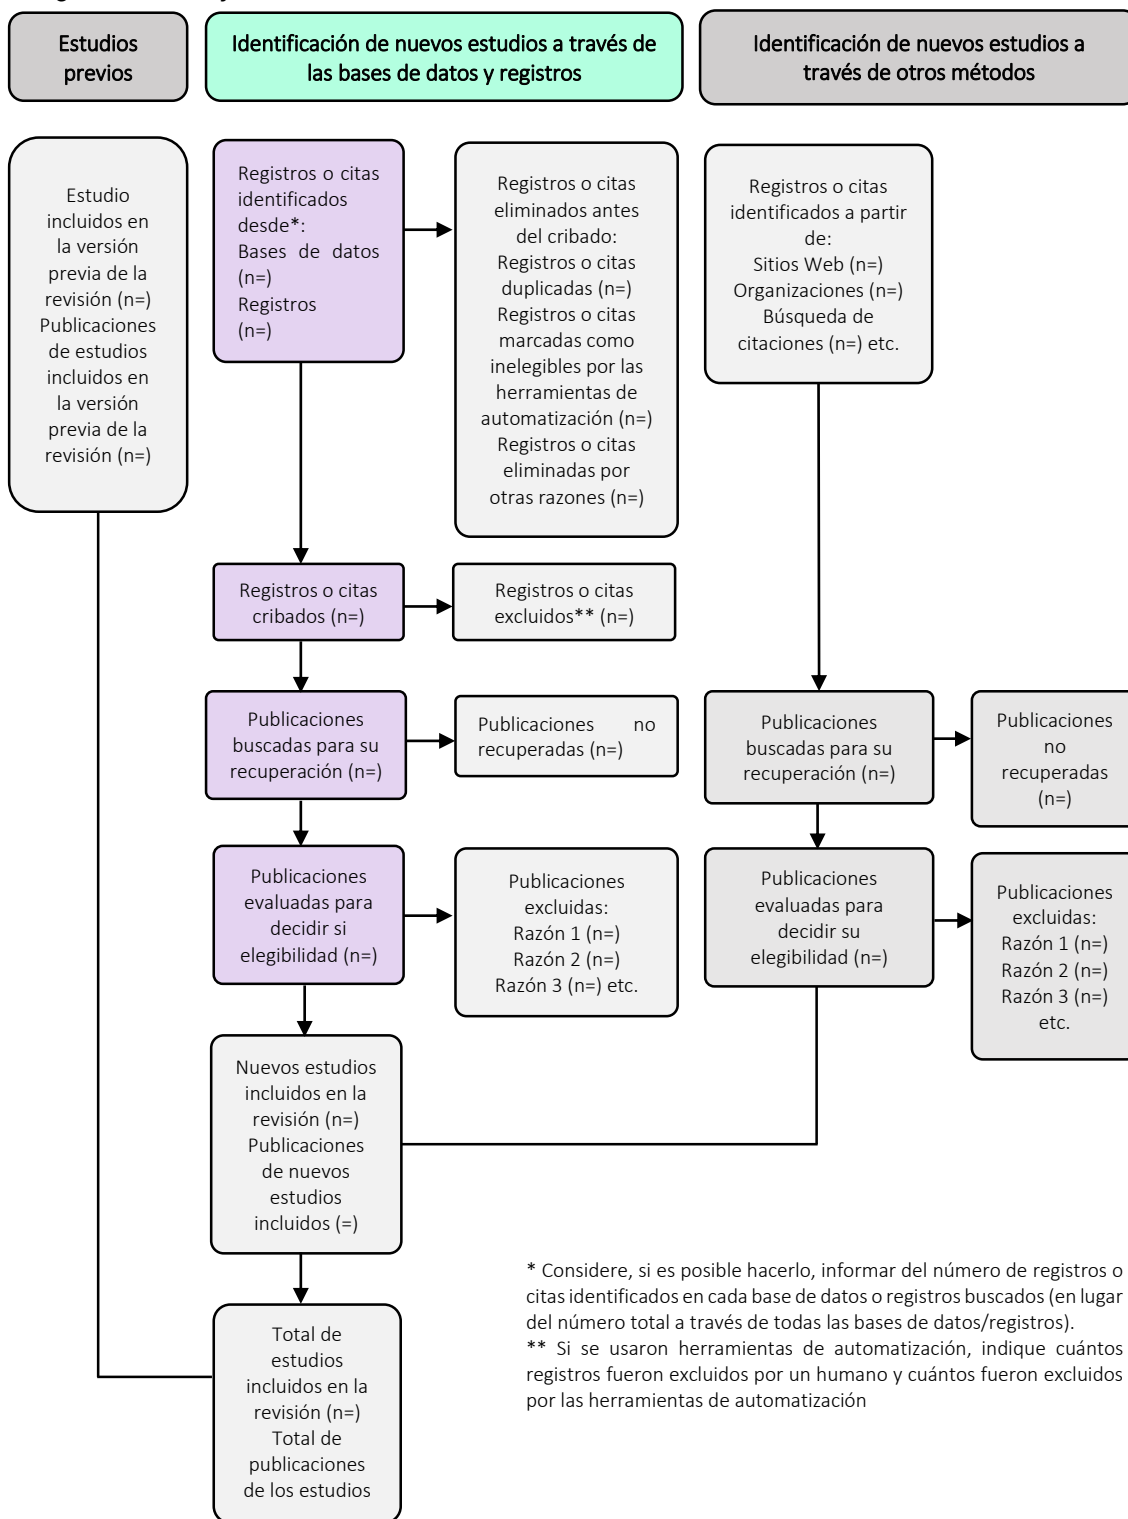 Estudios
previos
Identificación de nuevos estudios a través de
las bases de datos y registros
Identificación de nuevos estudios a
través de otros métodos
Estudio
incluidos en
la versión
previa de la
revisión (n=)
Publicaciones
de estudios
incluidos en
la versión
previa de la
revisión (n=)
Registros o citas
identificados
desde*:
Bases de datos
(n=)
Registros
(n=)
Registros o citas
eliminados antes
del cribado:
Registros o citas
duplicadas (n=)
Registros o citas
marcadas como
inelegibles por las
herramientas de
automatización (n=)
Registros o citas
eliminadas por
otras razones (n=)
Registros o citas
identificados a partir
de:
Sitios Web (n=)
Organizaciones (n=)
Búsqueda de
citaciones (n=) etc.
Registros o citas
cribados (n=)
Registros o citas
excluidos** (n=)
Publicaciones
buscadas para su
recuperación (n=)
Publicaciones no
recuperadas (n=)
Publicaciones
buscadas para su
recuperación (n=)
Publicaciones
no
recuperadas
(n=)
Publicaciones
evaluadas para
decidir si
elegibilidad (n=)
Publicaciones
excluidas:
Razón 1 (n=)
Razón 2 (n=)
Razón 3 (n=) etc.
Publicaciones
evaluadas para
decidir su
elegibilidad (n=)
Publicaciones
excluidas:
Razón 1 (n=)
Razón 2 (n=)
Razón 3 (n=)
etc.
Nuevos estudios
incluidos en la
revisión (n=)
Publicaciones
de nuevos
estudios
incluidos (=)
Total de
estudios
incluidos en la
revisión (n=)
Total de
publicaciones
de los estudios
* Considere, si es posible hacerlo, informar del número de registros o
citas identificados en cada base de datos o registros buscados (en lugar
del número total a través de todas las bases de datos/registros).
** Si se usaron herramientas de automatización, indique cuántos
registros fueron excluidos por un humano y cuántos fueron excluidos
por las herramientas de automatización